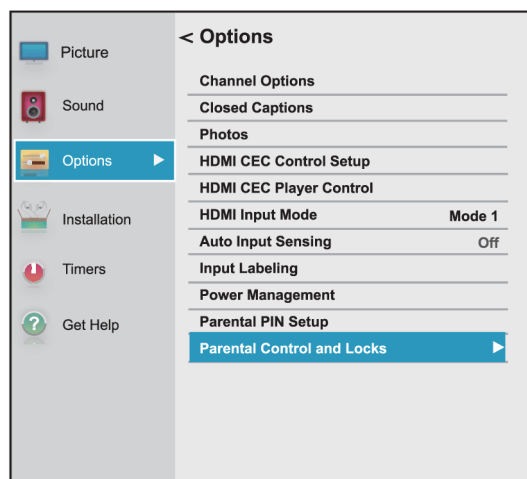 Picture
Sound
Options
Installation
Timers
Get Help
< Options
Channel Options
Closed Captions
Photos
HDMI CEC Control Setup
HDMI CEC Player Control
HDMI Input Mode Mode 1
Auto Input Sensing Off
Input Labeling
Power Management
Parental PIN Setup
Parental Control and Locks